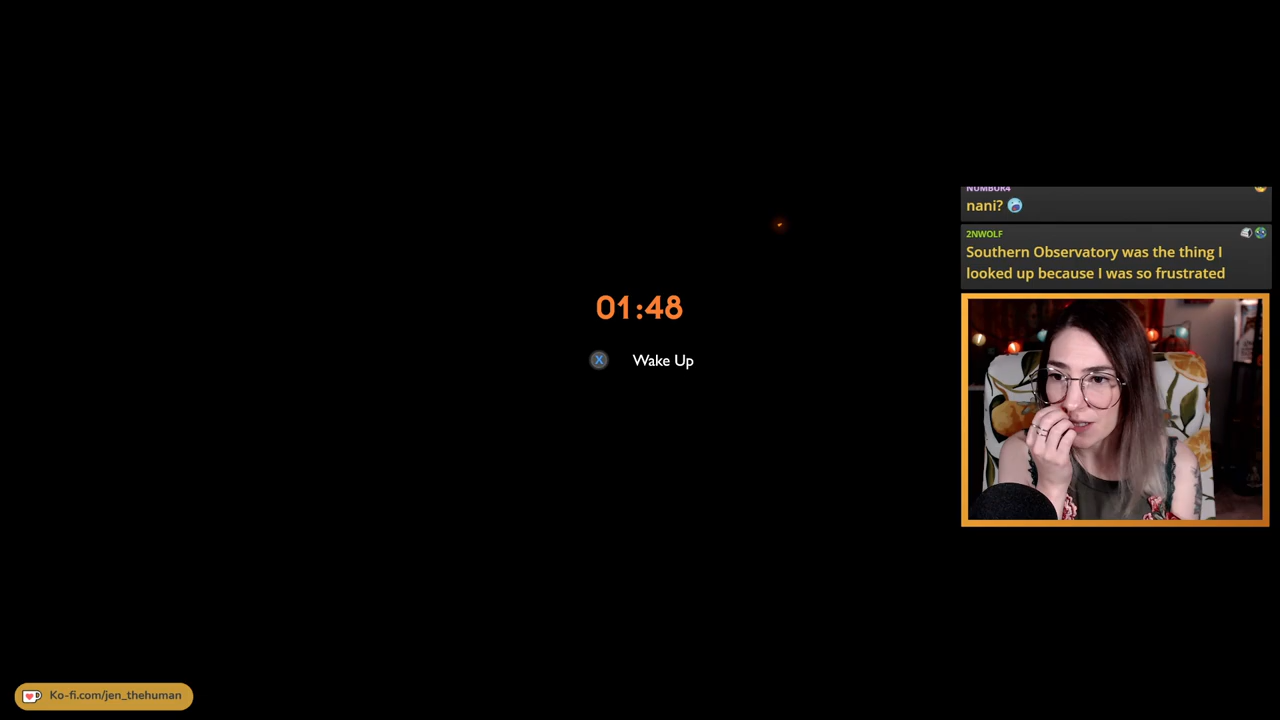 NUMBUR4
nani?
2NWOLF
Southern Observatory was the thing I
looked up because I was so frustrated
01:48
X Wake Up
Ko-fi.com/jen_thehuman